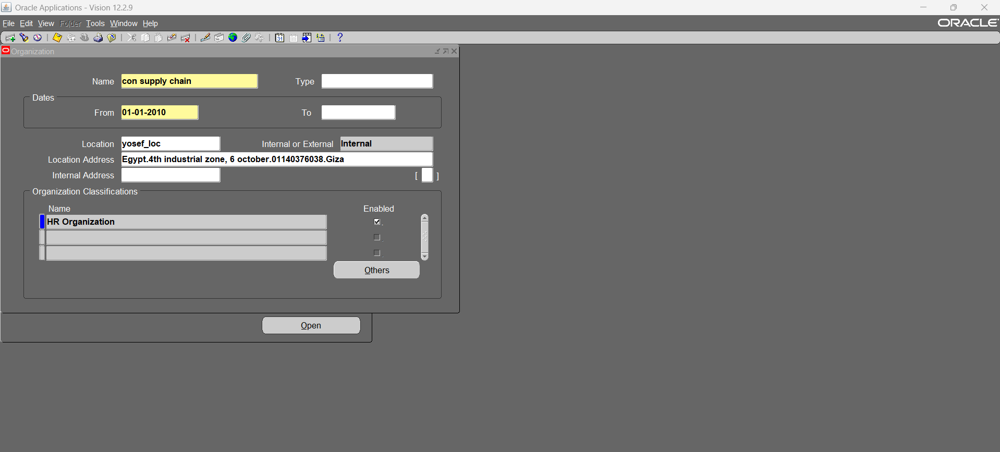 Oracle Applications - Vision 12.2.9
File Edit View Folder Tools Window Help
ORACLE
31 ?
Organization
Name con supply chain Type
Dates
From 01-01-2010 To
Location yosef_loc Internal or External Internal
Location Address Egypt.4th industrial zone, 6 october.01140376038.Giza
Internal Address [ ]
Organization Classifications
Name Enabled
HR Organization
Others
Open